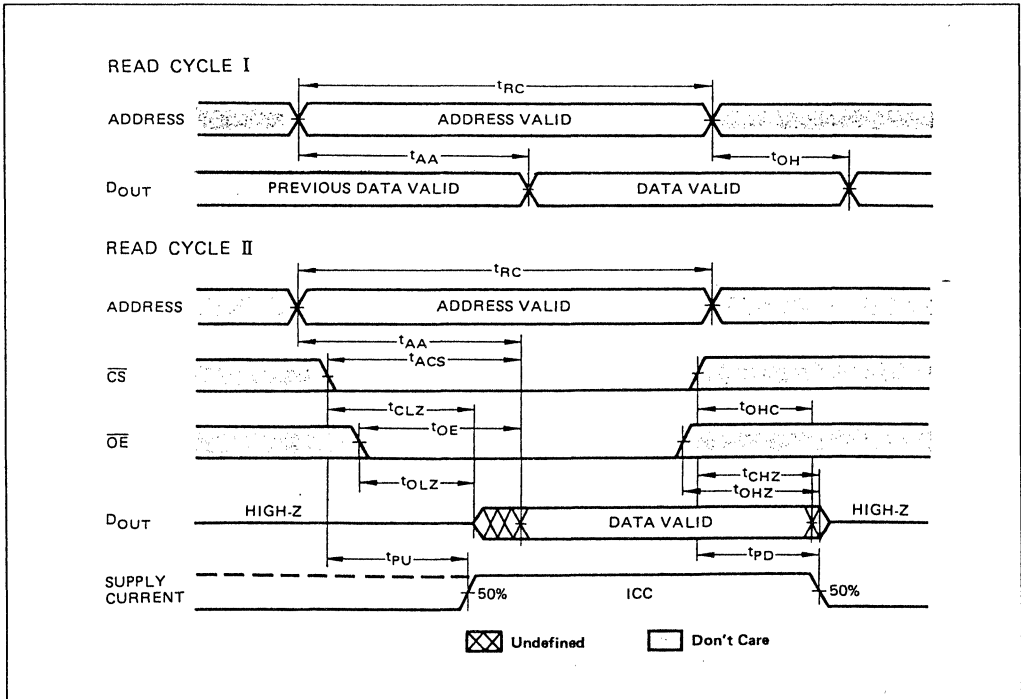 READ CYCLE I
tRC
ADDRESS
ADDRESS VALID
tAA
tOH
DOUT
PREVIOUS DATA VALID
DATA VALID
READ CYCLE II
tRC
ADDRESS
ADDRESS VALID
tAA
tACS
CS
tCLZ
tOHC
tOE
OE
tCHZ
tOLZ
tOHZ
HIGH-Z
HIGH-Z
DOUT
DATA VALID
tPU
tPD
SUPPLY
CURRENT
50%
ICC
50%
Undefined
Don't Care